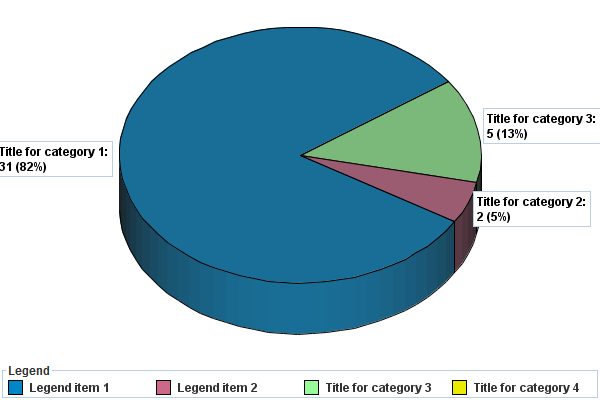 Title for category 3:
5 (13%)
Title for category 1:
31 (82%)
Title for category 2:
2 (5%)
Legend
Legend item 1
Legend item 2
Title for category 3
Title for category 4